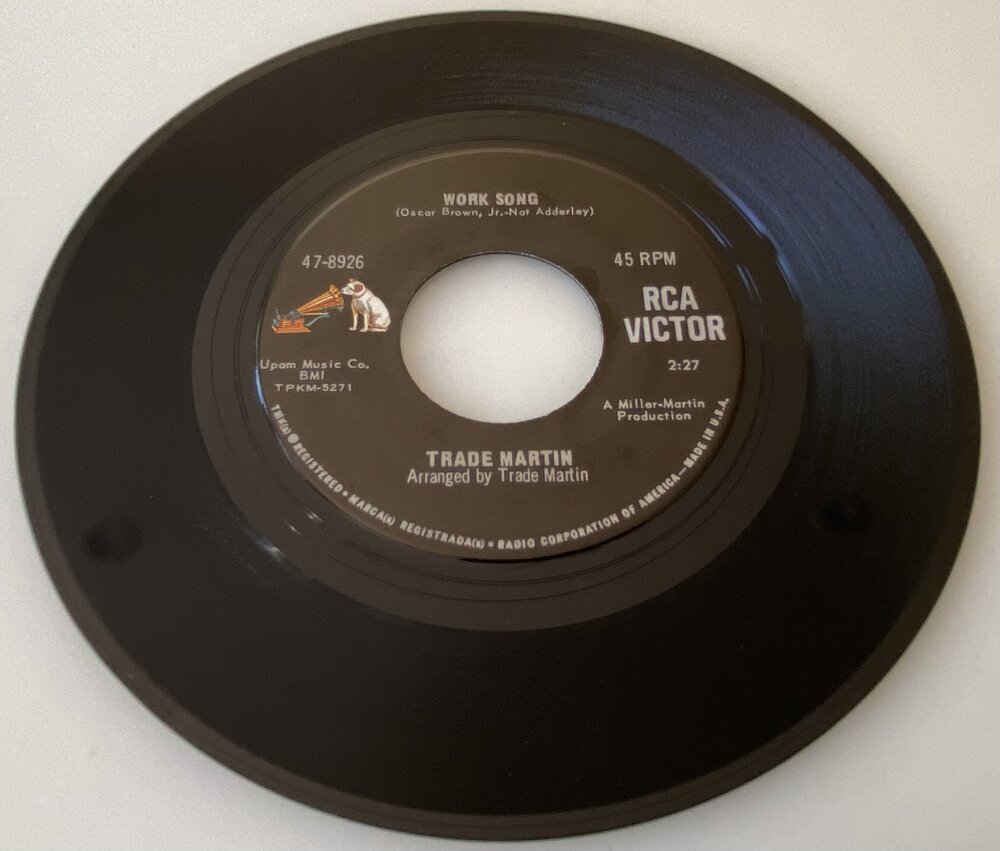 WORK SONG
(Oscar Brown, Jr.-Nat Adderley)
47-8926
45 RPM
RCA
VICTOR
Upam Music Co.
BMI
TPKM-5271
2:27
A Miller-Martin
Production
TRADE MARTIN
Arranged by Trade Martin
TMK(s) ® REGISTERED • MARCA(s) REGISTRADA(s) • RADIO CORPORATION OF AMERICA—MADE IN U.S.A.